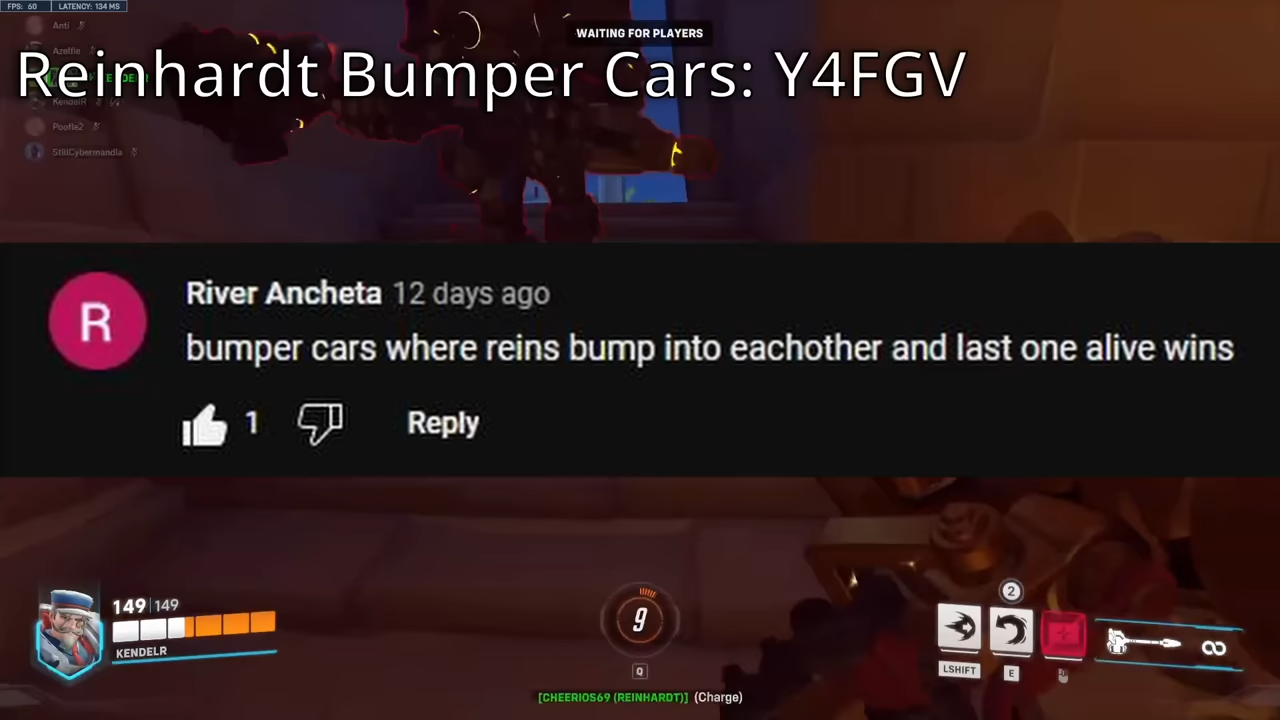 FPS: 60 LATENCY: 134 MS
WAITING FOR PLAYERS
Anti
Azelfie
Reinhardt Bumper Cars: Y4FGV
KendelR
Poofie2
StillCybermandla
R
River Ancheta 12 days ago
bumper cars where reins bump into eachother and last one alive wins
1
Reply
149 149
KENDELR
9
Q
2
LSHIFT
E
[CHEERIOS69 (REINHARDT)] (Charge)